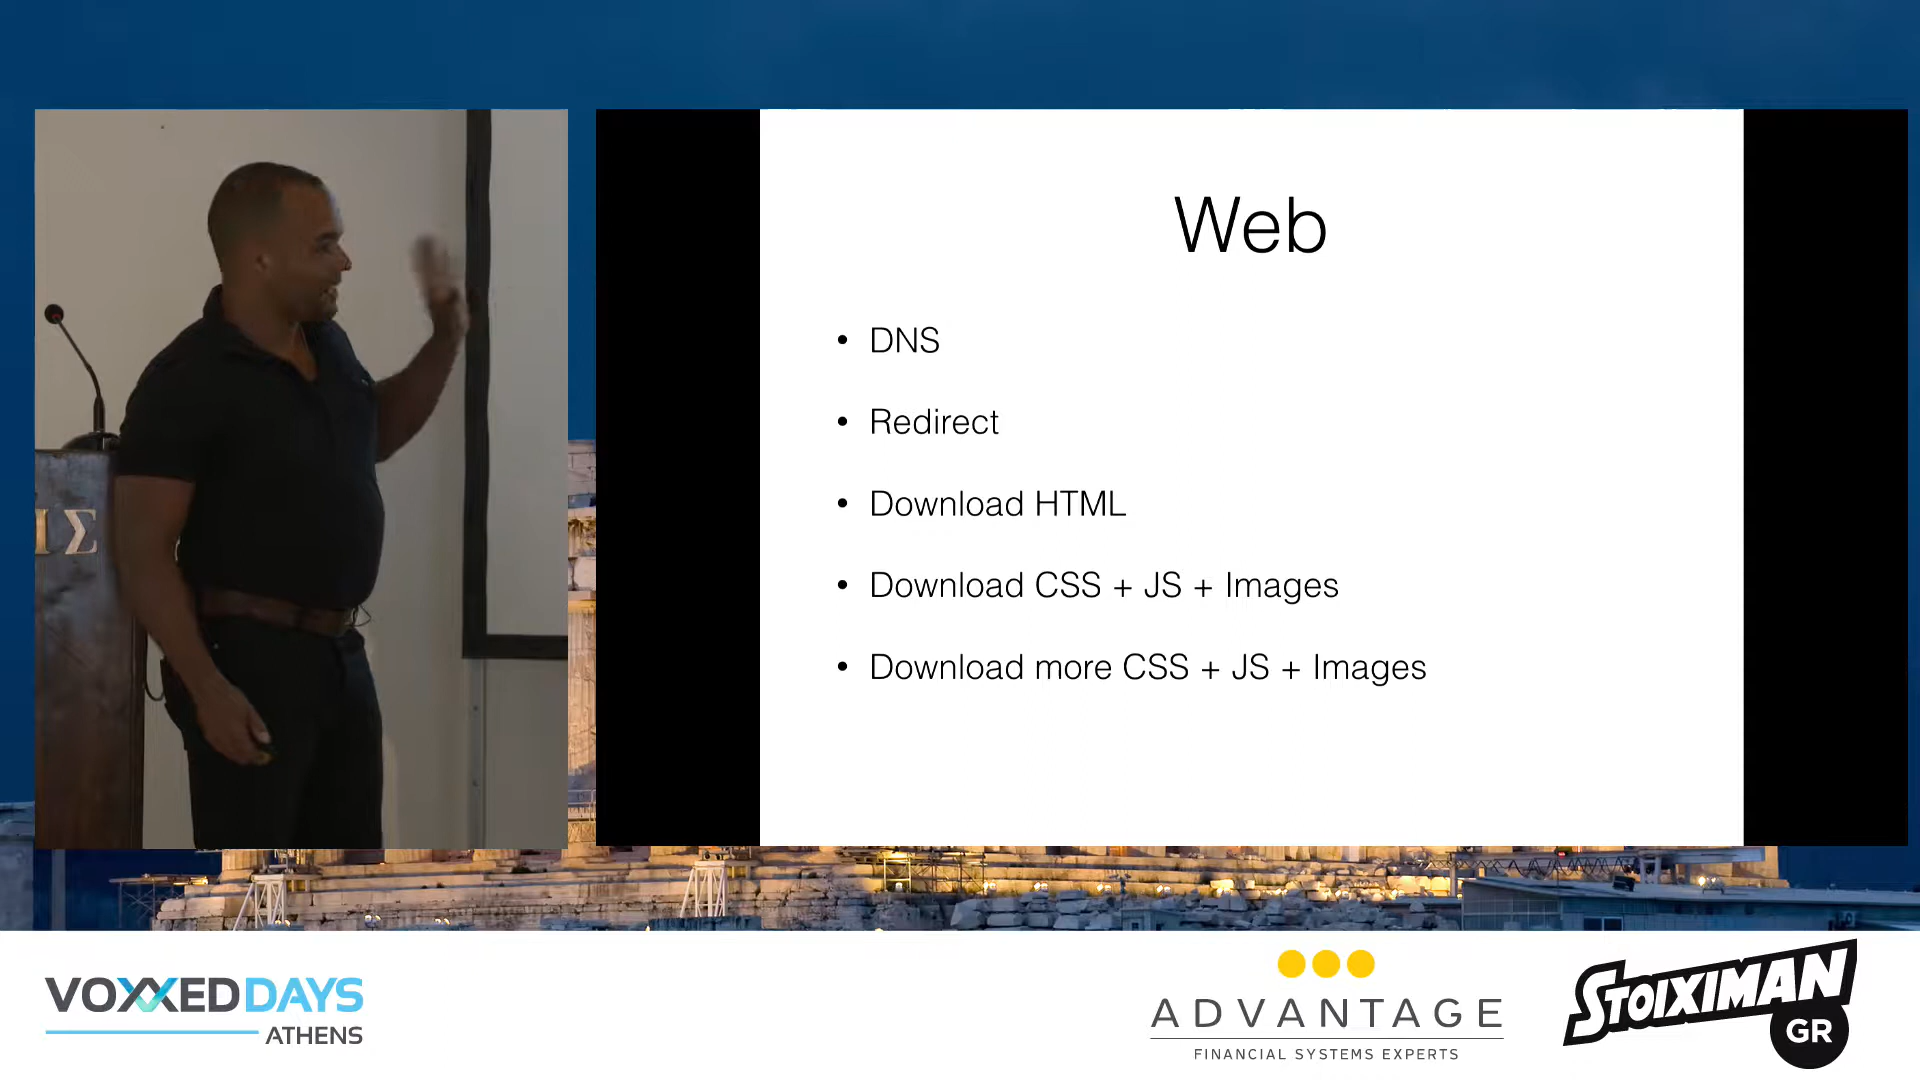 Web
• DNS
• Redirect
• Download HTML
• Download CSS + JS + Images
• Download more CSS + JS + Images
ΙΣ
VOXXEDDAYS
ATHENS
ADVANTAGE
FINANCIAL SYSTEMS EXPERTS
STOIXIMAN
GR